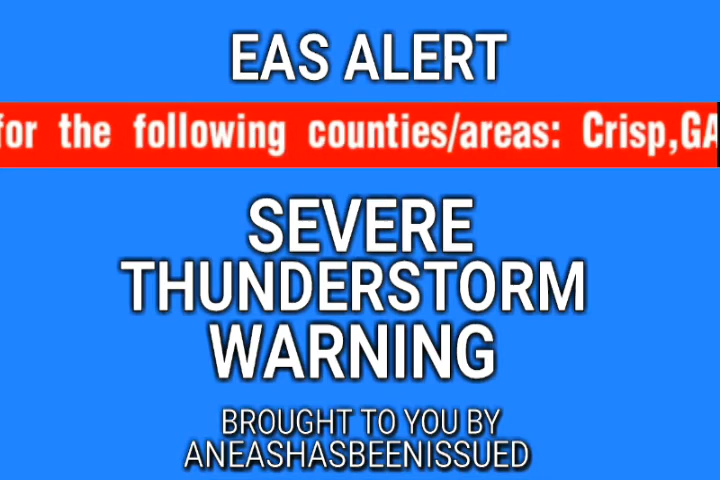 EAS ALERT
for the following counties/areas: Crisp,GA
SEVERE
THUNDERSTORM
WARNING
BROUGHT TO YOU BY
ANEASHASBEENISSUED